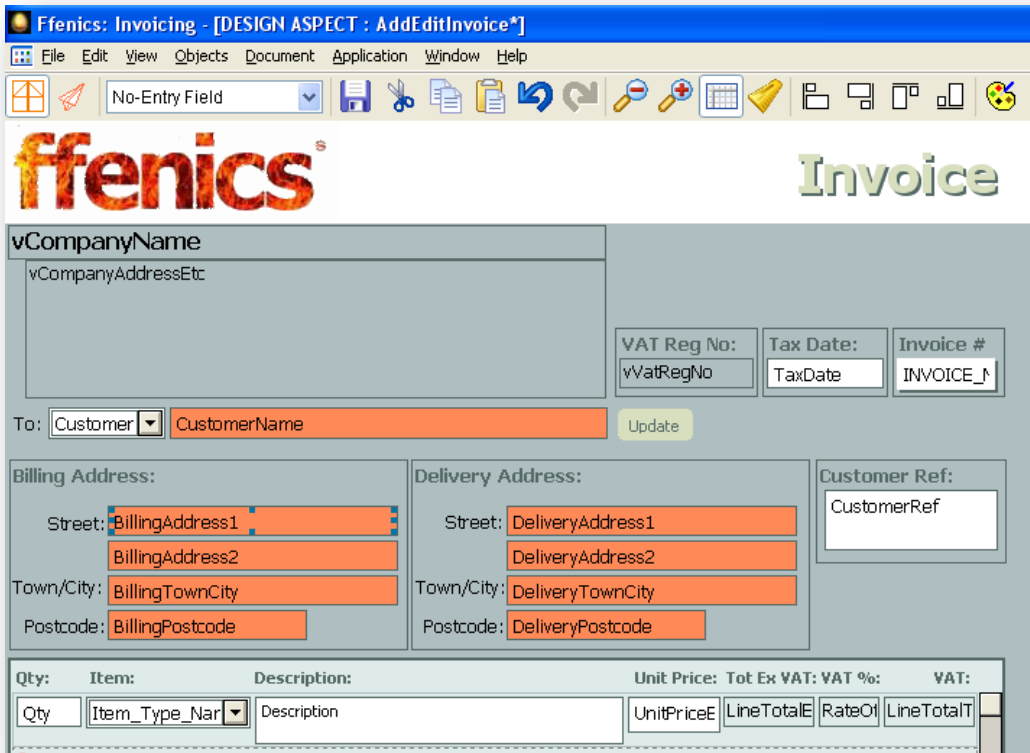 Ffenics: Invoicing - [DESIGN ASPECT : AddEditInvoice*]
File Edit View Objects Document Application Window Help
No-Entry Field
ffenics®
Invoice
vCompanyName
vCompanyAddressEtc
VAT Reg No: Tax Date: Invoice #
vVatRegNo TaxDate INVOICE_N
To: Customer CustomerName Update
Billing Address: Delivery Address: Customer Ref:
Street: BillingAddress1 Street: DeliveryAddress1 CustomerRef
BillingAddress2 DeliveryAddress2
Town/City: BillingTownCity Town/City: DeliveryTownCity
Postcode: BillingPostcode Postcode: DeliveryPostcode
Qty: Item: Description: Unit Price: Tot Ex VAT: VAT %: VAT:
Qty Item_Type_Nar Description UnitPriceE LineTotalE RateOf LineTotalT